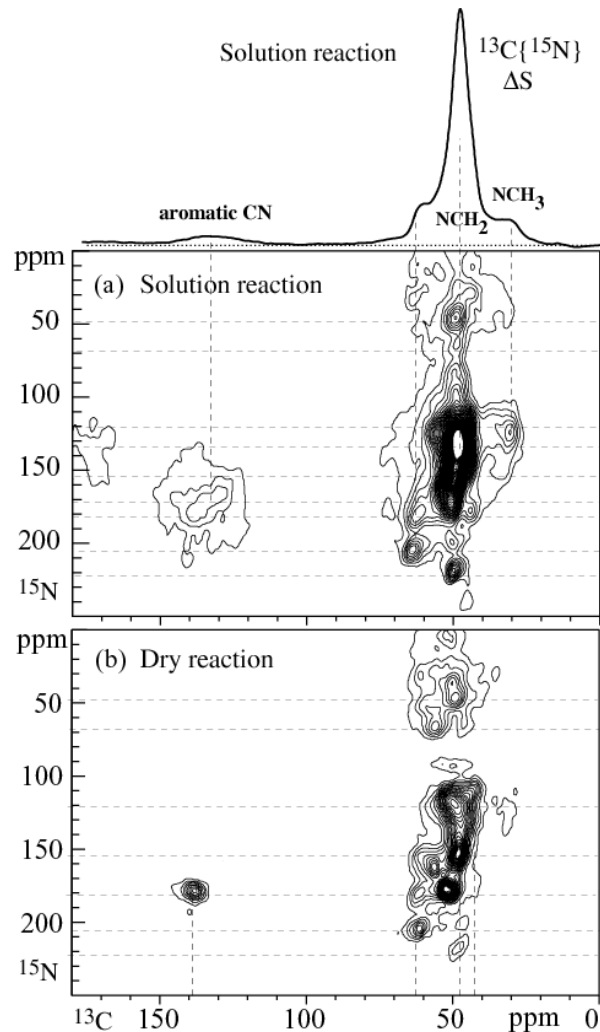 Solution reaction
13C{15N}
ΔS
aromatic CN
NCH2
NCH3
ppm
(a) Solution reaction
50
100
150
200
15N
ppm
(b) Dry reaction
50
100
150
200
15N
13C 150 100 50 ppm 0